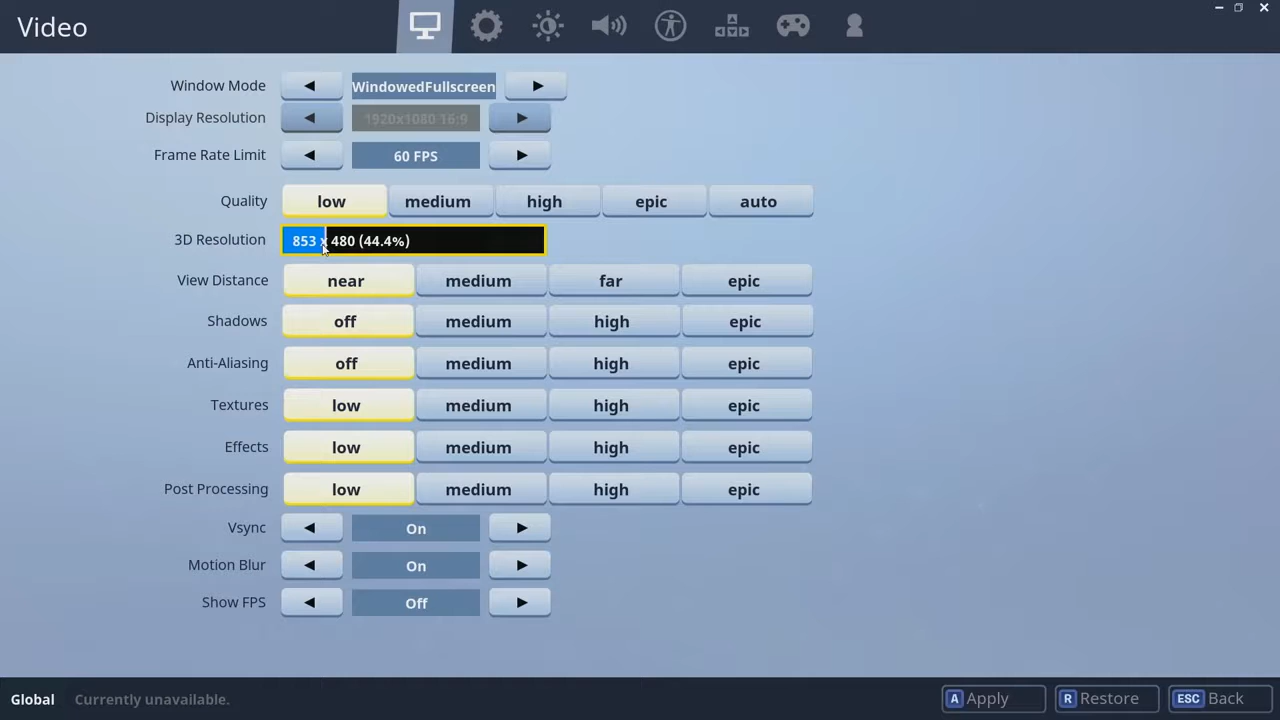 Video
Window Mode ◄ WindowedFullscreen ►
Display Resolution ◄ 1920x1080 16:9 ►
Frame Rate Limit ◄ 60 FPS ►
Quality low medium high epic auto
3D Resolution 853 x 480 (44.4%)
View Distance near medium far epic
Shadows off medium high epic
Anti-Aliasing off medium high epic
Textures low medium high epic
Effects low medium high epic
Post Processing low medium high epic
Vsync ◄ On ►
Motion Blur ◄ On ►
Show FPS ◄ Off ►
Global Currently unavailable. A Apply R Restore ESC Back